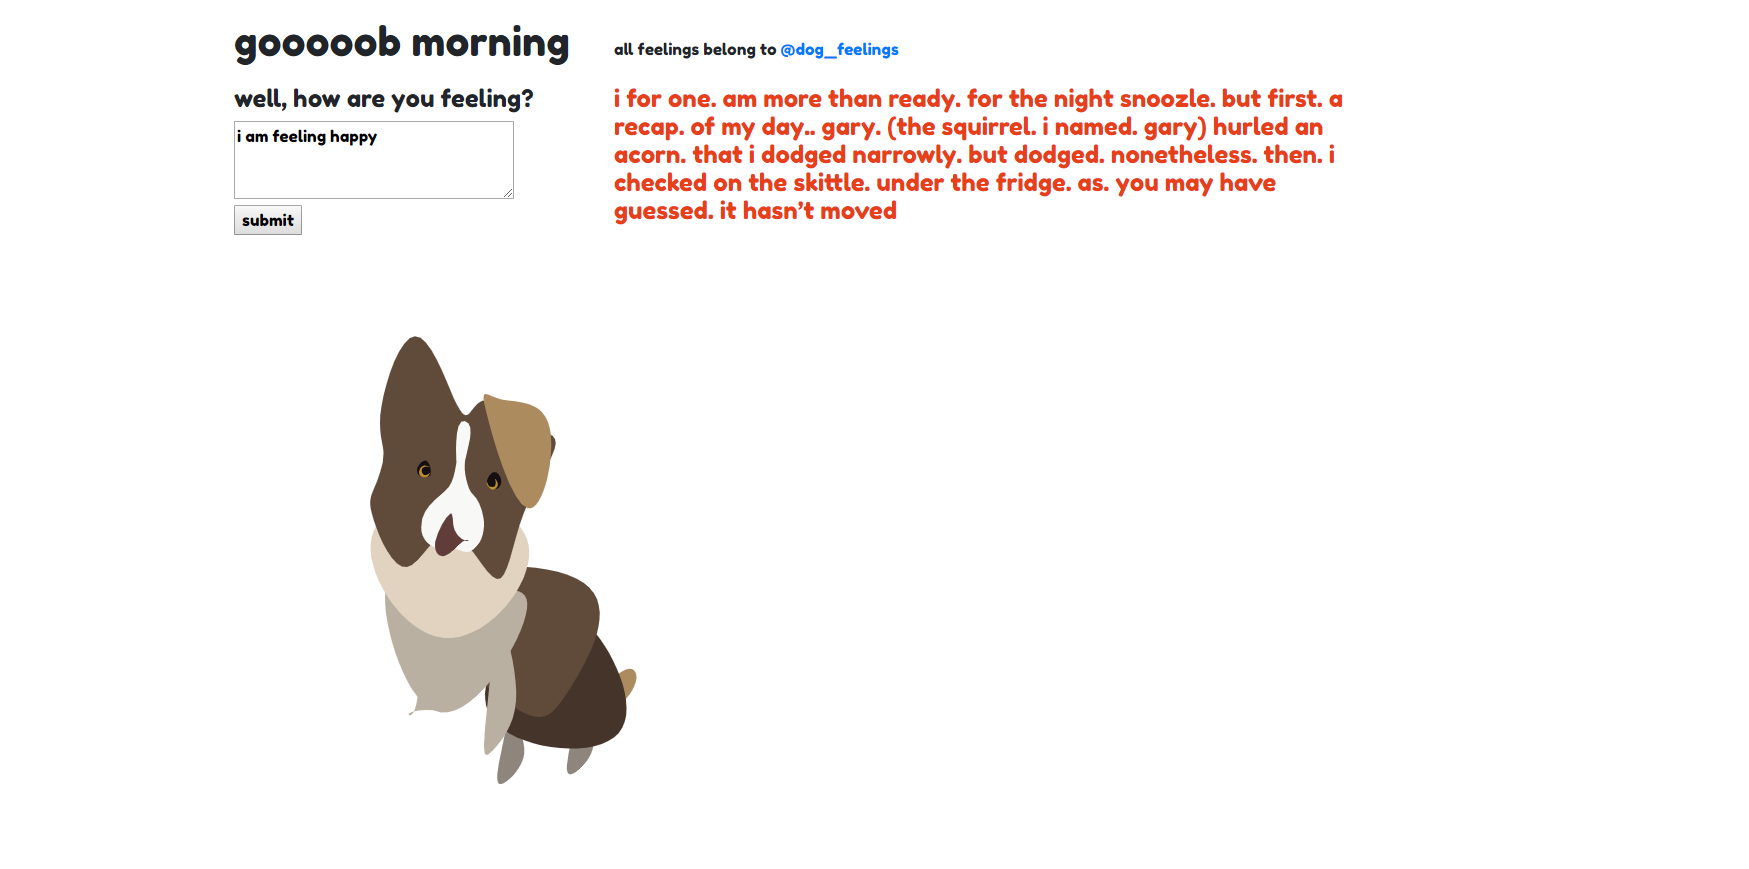 gooooob morning
all feelings belong to @dog_feelings
well, how are you feeling?
i am feeling happy
submit
i for one. am more than ready. for the night snoozle. but first. a
recap. of my day.. gary. (the squirrel. i named. gary) hurled an
acorn. that i dodged narrowly. but dodged. nonetheless. then. i
checked on the skittle. under the fridge. as. you may have
guessed. it hasn’t moved